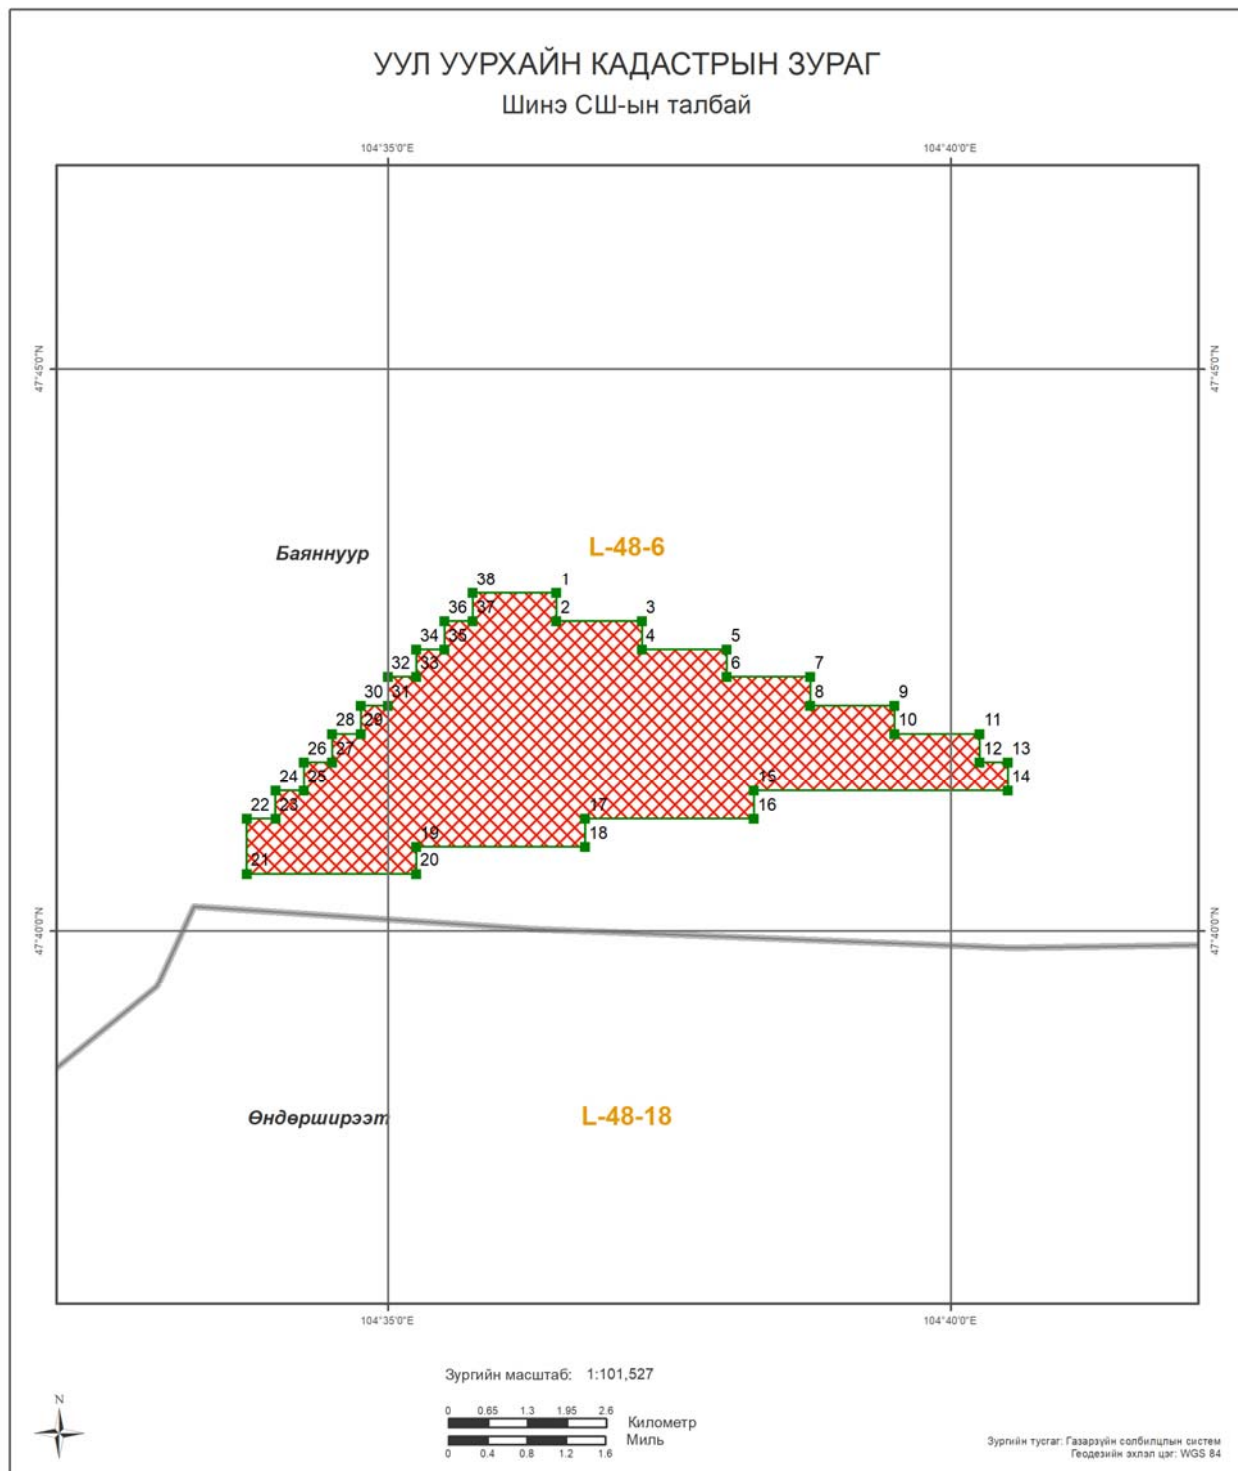 УУЛ УУРХАЙН КАДАСТРЫН ЗУРАГ
Шинэ СШ-ын талбай
104°35'0"E 104°40'0"E
47°45'0"N 47°45'0"N
Баяннуур L-48-6
38 1
36 37 2 3
34 35 4 5
32 33 6 7
30 31 8 9
28 29 10 11
26 27 12 13
24 25 15 14
22 23 17 16
19 18
21 20
47°40'0"N 47°40'0"N
Өндөрширээт L-48-18
104°35'0"E 104°40'0"E
Зургийн масштаб: 1:101,527
N
0 0.65 1.3 1.95 2.6
Километр
Миль
0 0.4 0.8 1.2 1.6
Зургийн тусгаг: Газарзүйн солбилцлын систем
Геодезийн эхлэл цэг: WGS 84